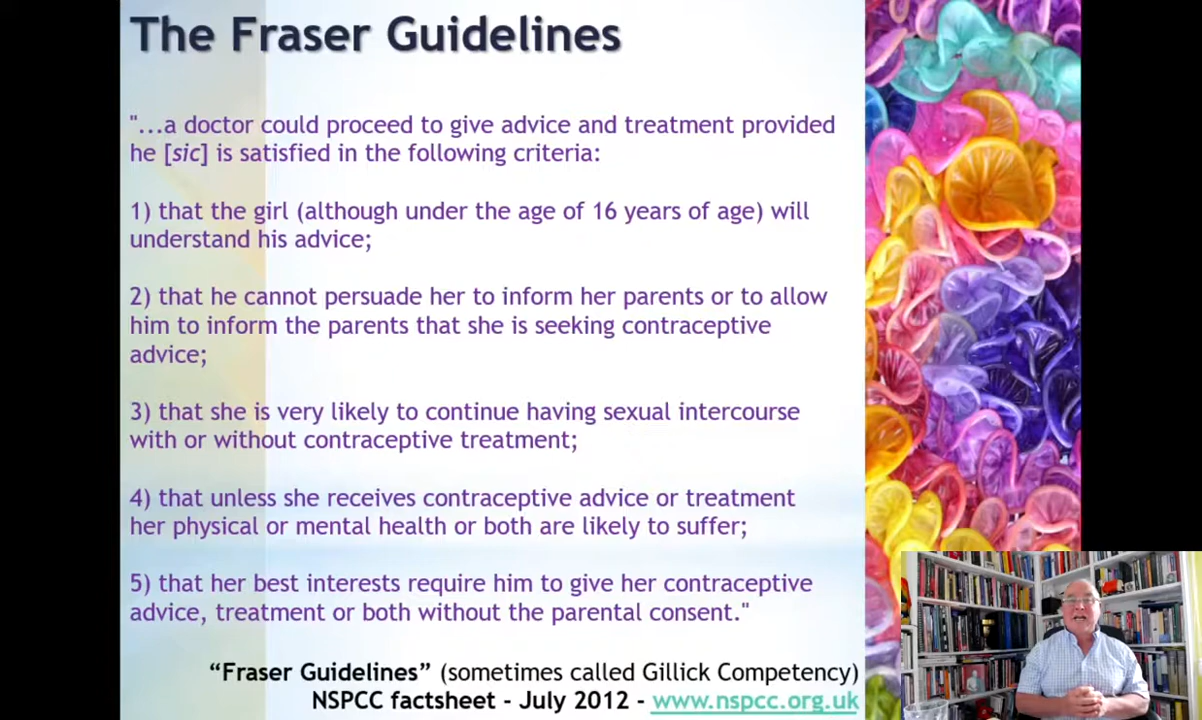 The Fraser Guidelines
"...a doctor could proceed to give advice and treatment provided
he [sic] is satisfied in the following criteria:
1) that the girl (although under the age of 16 years of age) will
understand his advice;
2) that he cannot persuade her to inform her parents or to allow
him to inform the parents that she is seeking contraceptive
advice;
3) that she is very likely to continue having sexual intercourse
with or without contraceptive treatment;
4) that unless she receives contraceptive advice or treatment
her physical or mental health or both are likely to suffer;
5) that her best interests require him to give her contraceptive
advice, treatment or both without the parental consent."
“Fraser Guidelines” (sometimes called Gillick Competency)
NSPCC factsheet - July 2012 - www.nspcc.org.uk